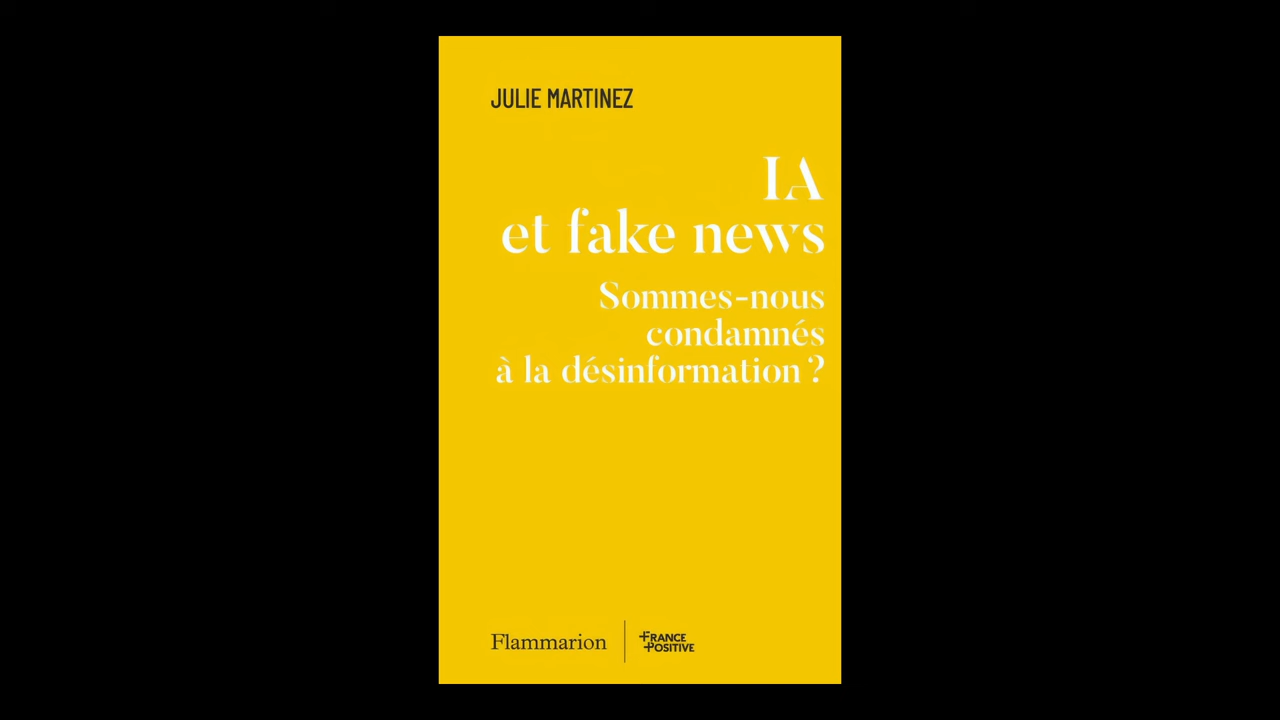 JULIE MARTINEZ
IA
et fake news
Sommes-nous
condamnés
à la désinformation ?
Flammarion
+FRANCE
+POSITIVE